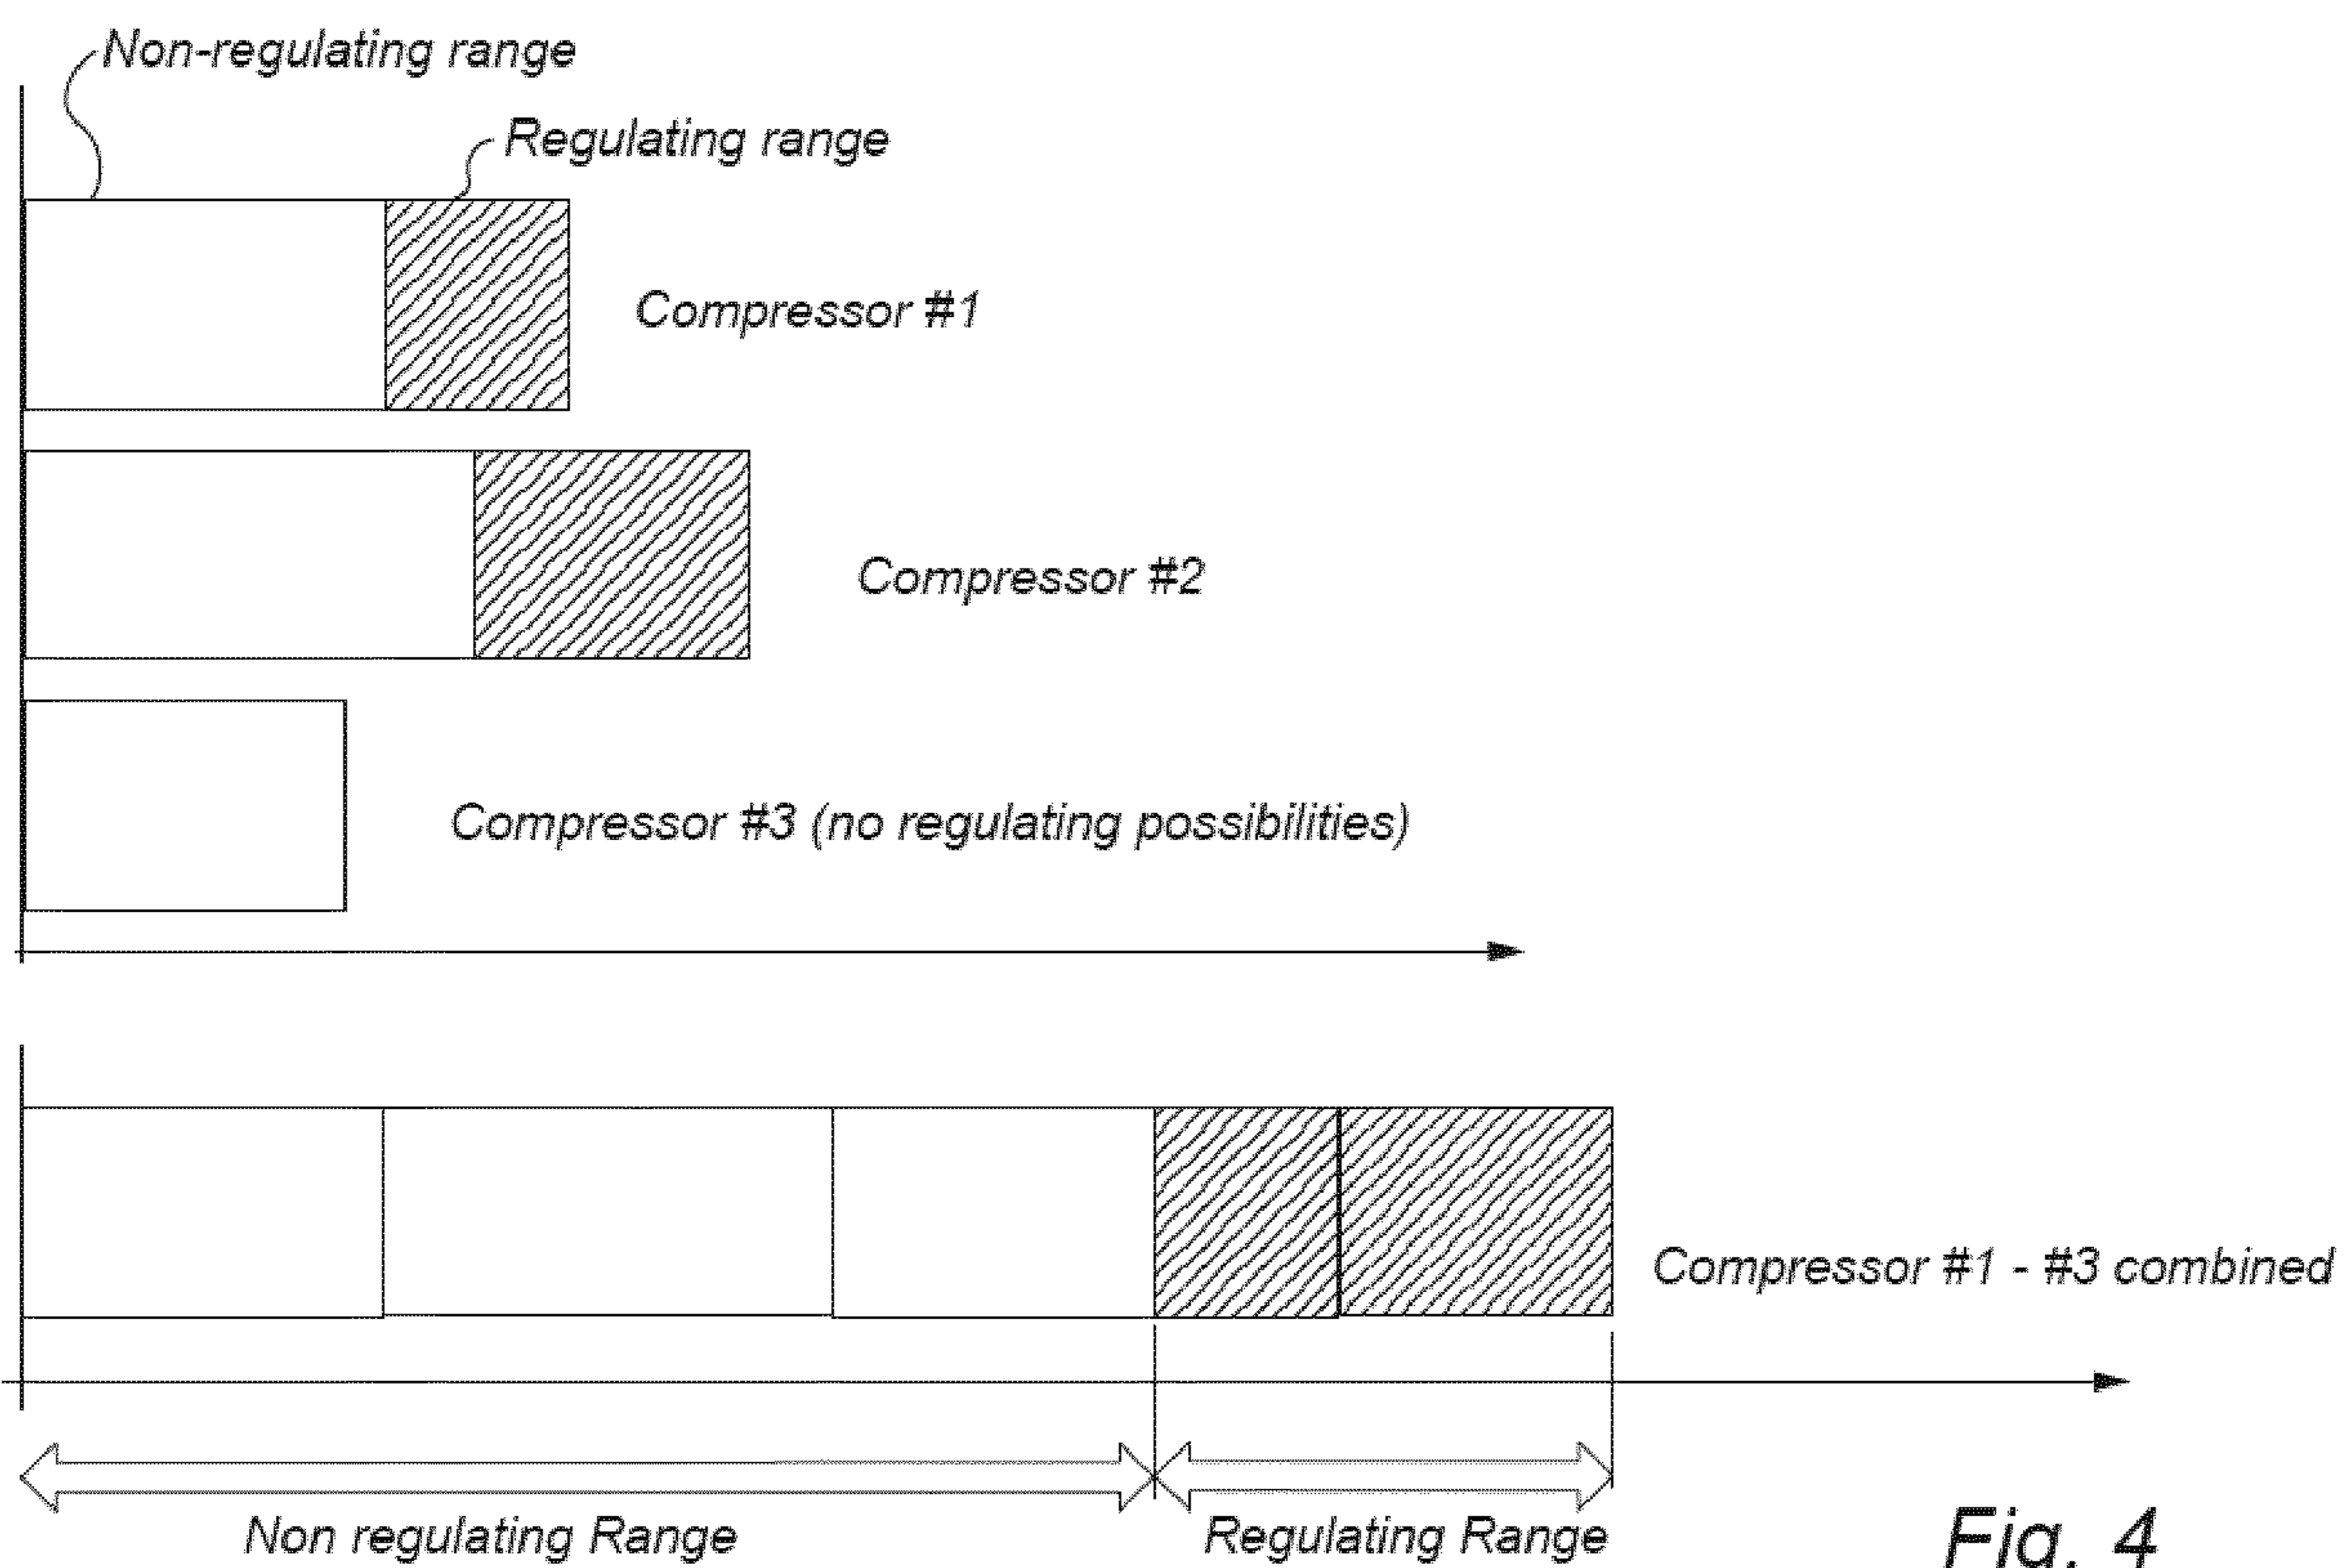 Non-regulating range
Regulating range
Compressor #1
Compressor #2
Compressor #3 (no regulating possibilities)
Compressor #1 - #3 combined
Non regulating Range
Regulating Range
Fig. 4